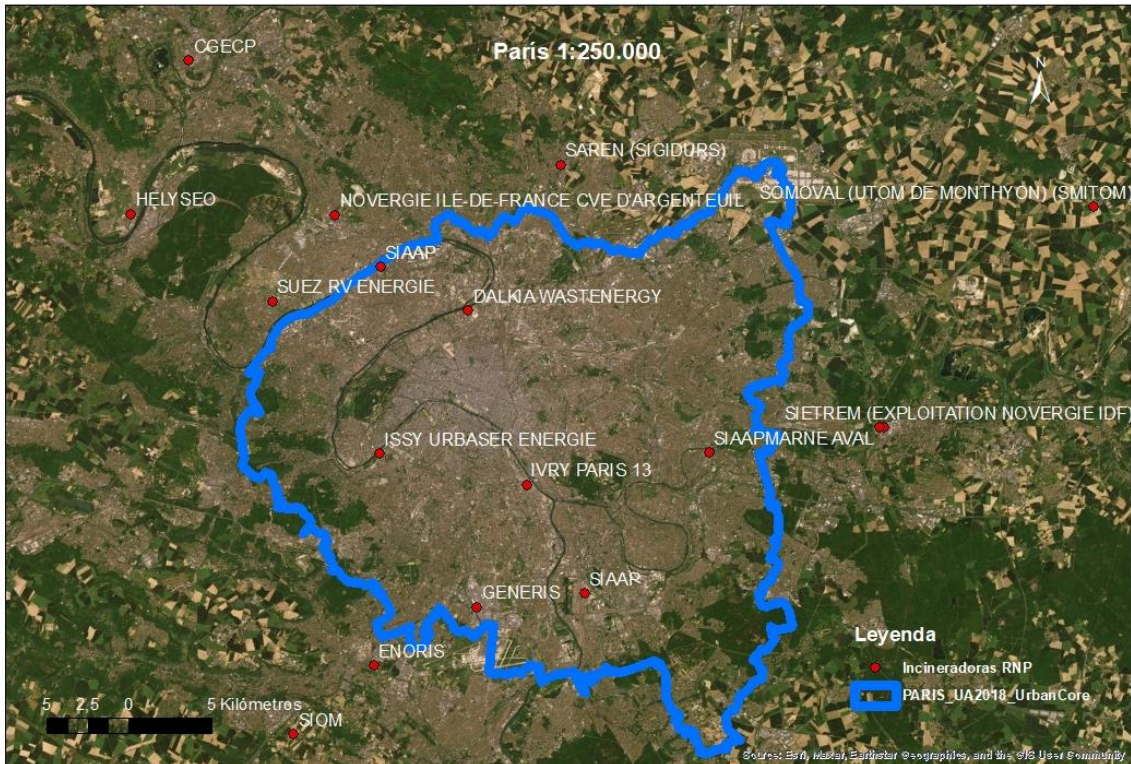 CGECP
París 1:250.000
N
SAREN (SIGIDURS)
HELYSEO
NOVERGIE ILE-DE-FRANCE CVE D'ARGENTEUIL
SOMOVAL (UTOM DE MONTHYON) (SMITOM)
SIAAP
SUEZ RV ENERGIE
DALKIA WASTENERGY
SIETREM (EXPLOITATION NOVERGIE IDF)
ISSY URBASER ENERGIE
SIAAPMARNE AVAL
IVRY PARIS 13
GENERIS
SIAAP
ENORIS
SIOM
Leyenda
Incineradoras RNP
PARIS_UA2018_UrbanCore
5 2,5 0 5 Kilómetros
Source: Esri, Maxar, Earthstar Geographics, and the GIS User Community